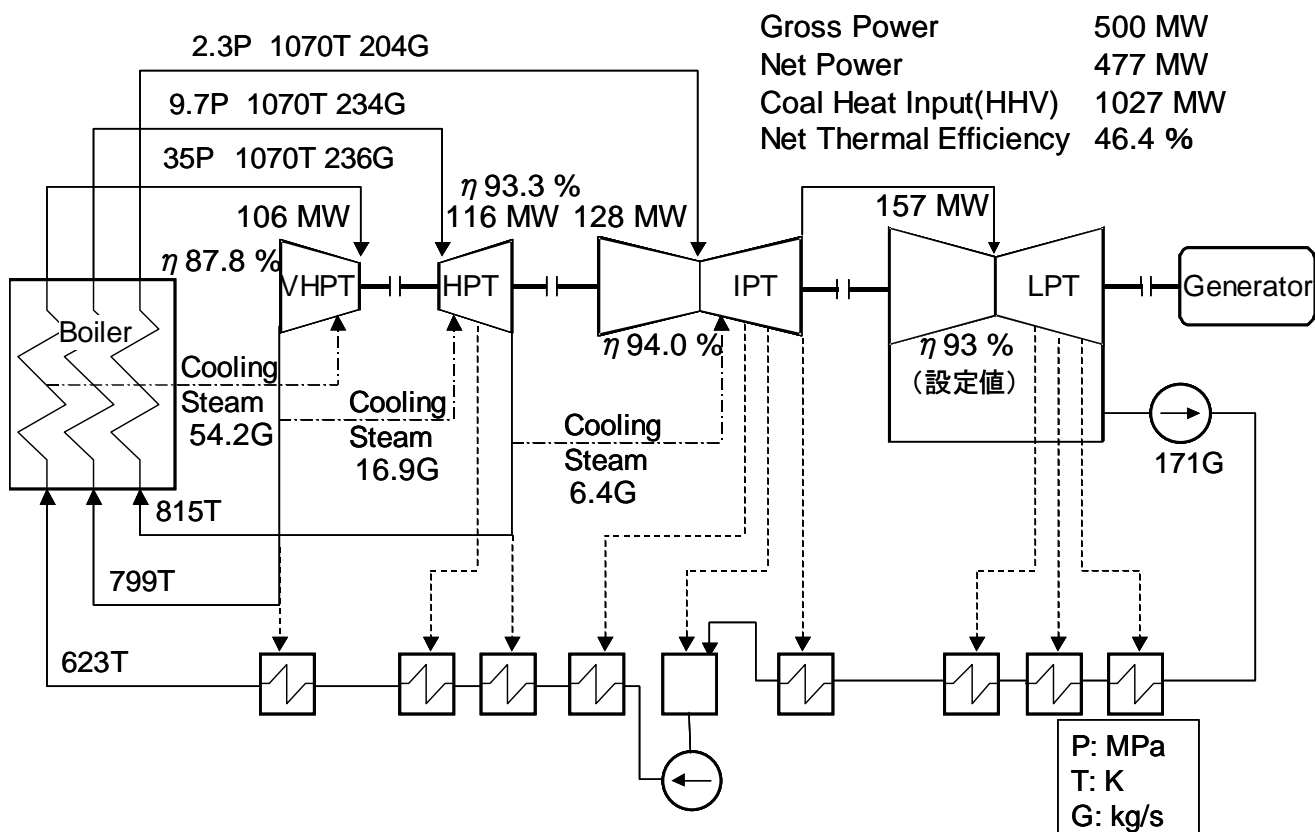 Gross Power 500 MW
Net Power 477 MW
Coal Heat Input(HHV) 1027 MW
Net Thermal Efficiency 46.4 %
2.3P 1070T 204G
9.7P 1070T 234G
35P 1070T 236G
η 93.3 %
106 MW
116 MW
128 MW
157 MW
η 87.8 %
VHPT
HPT
IPT
LPT
Generator
Boiler
η 94.0 %
η 93 %
(設定値)
Cooling
Steam
54.2G
Cooling
Steam
16.9G
Cooling
Steam
6.4G
171G
815T
799T
623T
P: MPa
T: K
G: kg/s